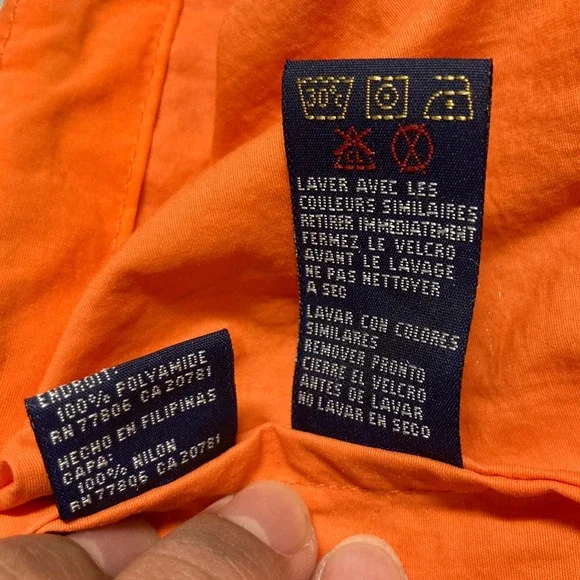 30°C
CL
LAVER AVEC LES
COULEURS SIMILAIRES
RETIRER IMMEDIATEMENT
FERMEZ LE VELCRO
AVANT LE LAVAGE
NE PAS NETTOYER
A SEC
LAVAR CON COLORES
SIMILARES
REMOVER PRONTO
CIERRE EL VELCRO
ANTES DE LAVAR
NO LAVAR EN SECO
ENDROIT:
100% POLYAMIDE
RN 77806 CA 20781
HECHO EN FILIPINAS
CAPA:
100% NILON
RN 77806 CA 20781